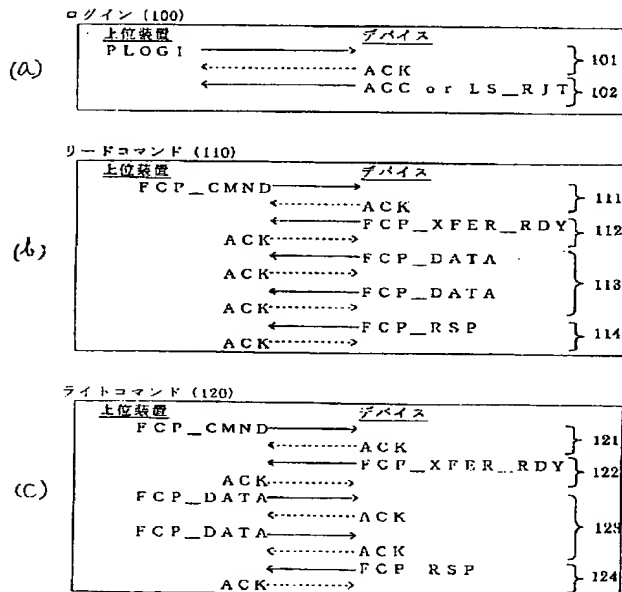 ログイン (100)
上位装置 デバイス
PLOGI
ACK
101
ACC or LS_RJT
102
(a)
リードコマンド (110)
上位装置 デバイス
FCP_CMND
ACK
111
FCP_XFER_RDY
ACK
112
FCP_DATA
ACK
FCP_DATA
ACK
113
FCP_RSP
ACK
114
(b)
ライトコマンド (120)
上位装置 デバイス
FCP_CMND
ACK
121
FCP_XFER_RDY
ACK
122
FCP_DATA
ACK
FCP_DATA
ACK
123
FCP_RSP
ACK
124
(C)